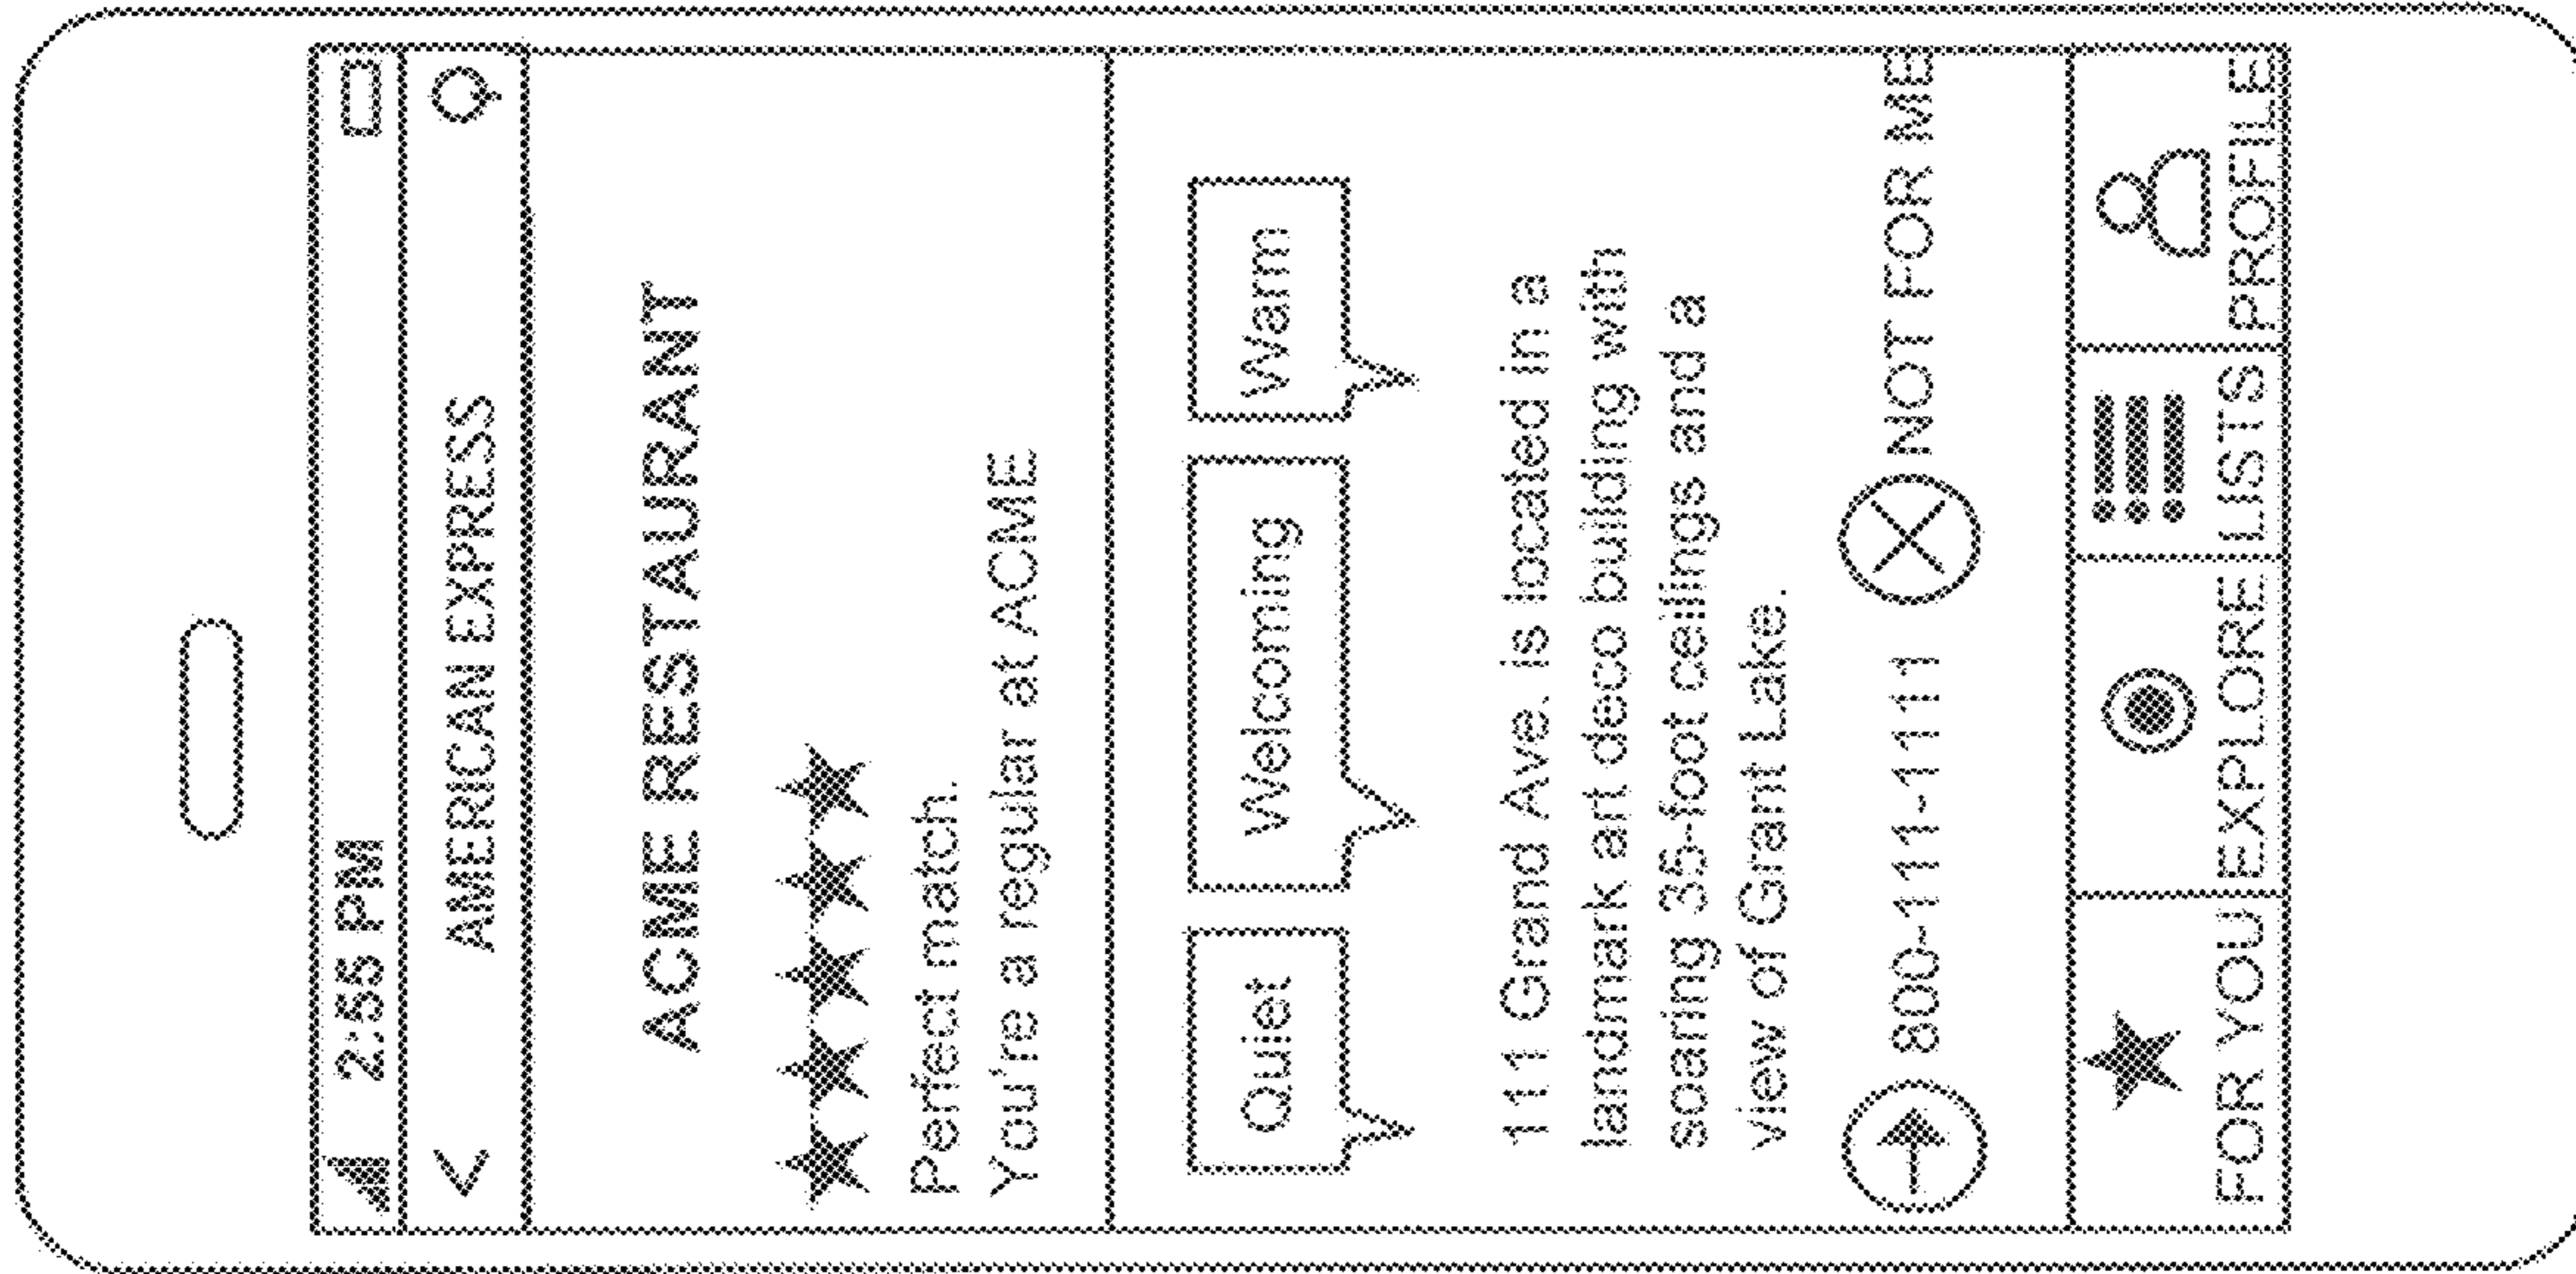 2:55 PM
AMERICAN EXPRESS
ACME RESTAURANT
Perfect match.
You're a regular at ACME
Quiet Welcoming Warm
111 Grand Ave. is located in a
landmark art deco building with
soaring 35-foot ceilings and a
view of Grant Lake.
800-111-1111 NOT FOR ME
FOR YOU EXPLORE LISTS PROFILE